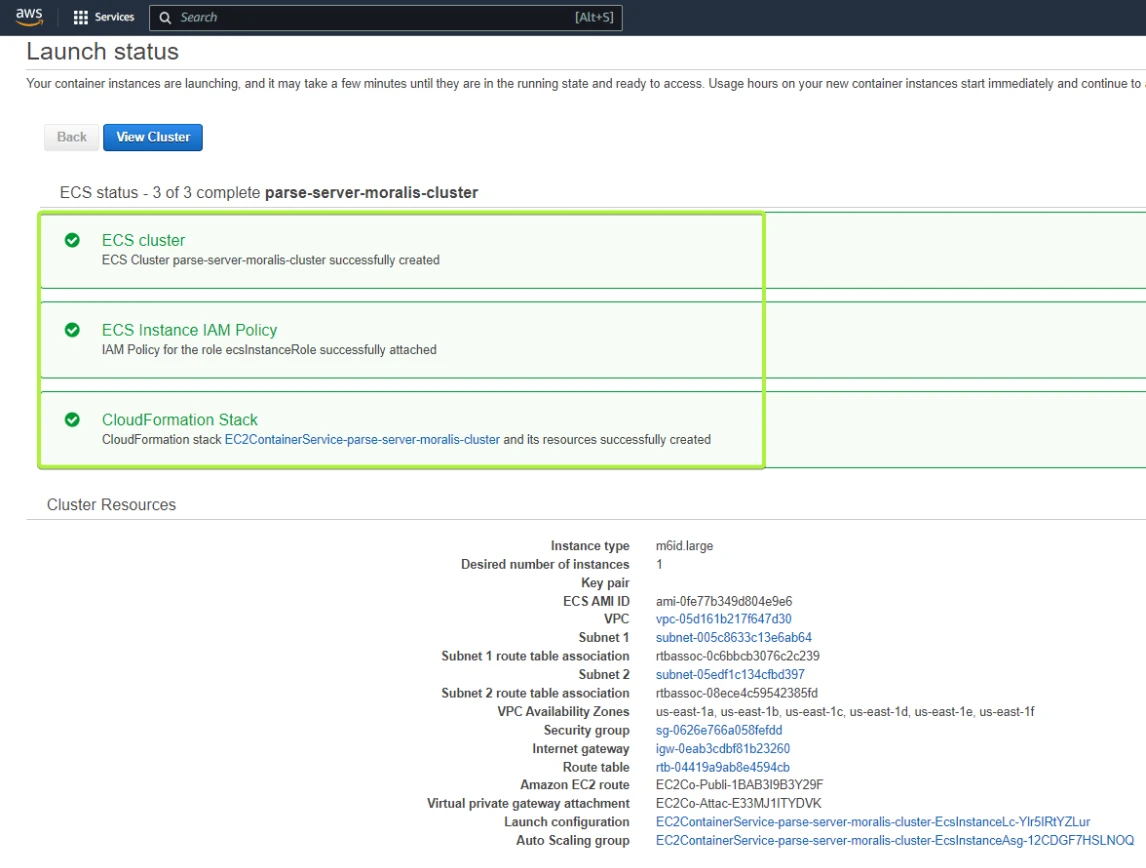 aws Services Search [Alt+S]
Launch status
Your container instances are launching, and it may take a few minutes until they are in the running state and ready to access. Usage hours on your new container instances start immediately and continue to
Back View Cluster
ECS status - 3 of 3 complete parse-server-moralis-cluster
ECS cluster
ECS Cluster parse-server-moralis-cluster successfully created
ECS Instance IAM Policy
IAM Policy for the role ecsInstanceRole successfully attached
CloudFormation Stack
CloudFormation stack EC2ContainerService-parse-server-moralis-cluster and its resources successfully created
Cluster Resources
Instance type m6id.large
Desired number of instances 1
Key pair
ECS AMI ID ami-0fe77b349d804e9e6
VPC vpc-05d161b217f647d30
Subnet 1 subnet-005c8633c13e6ab64
Subnet 1 route table association rtbassoc-0c6bbcb3076c2c239
Subnet 2 subnet-05edf1c134cfbd397
Subnet 2 route table association rtbassoc-08ece4c59542385fd
VPC Availability Zones us-east-1a, us-east-1b, us-east-1c, us-east-1d, us-east-1e, us-east-1f
Security group sg-0626e766a058fefdd
Internet gateway igw-0eab3cdbf81b23260
Route table rtb-04419a9ab8e4594cb
Amazon EC2 route EC2Co-Publi-1BAB3I9B3Y29F
Virtual private gateway attachment EC2Co-Attac-E33MJ1ITYDVK
Launch configuration EC2ContainerService-parse-server-moralis-cluster-EcsInstanceLc-YIr5IRtYZLur
Auto Scaling group EC2ContainerService-parse-server-moralis-cluster-EcsInstanceAsg-12CDGF7HSLNOQ